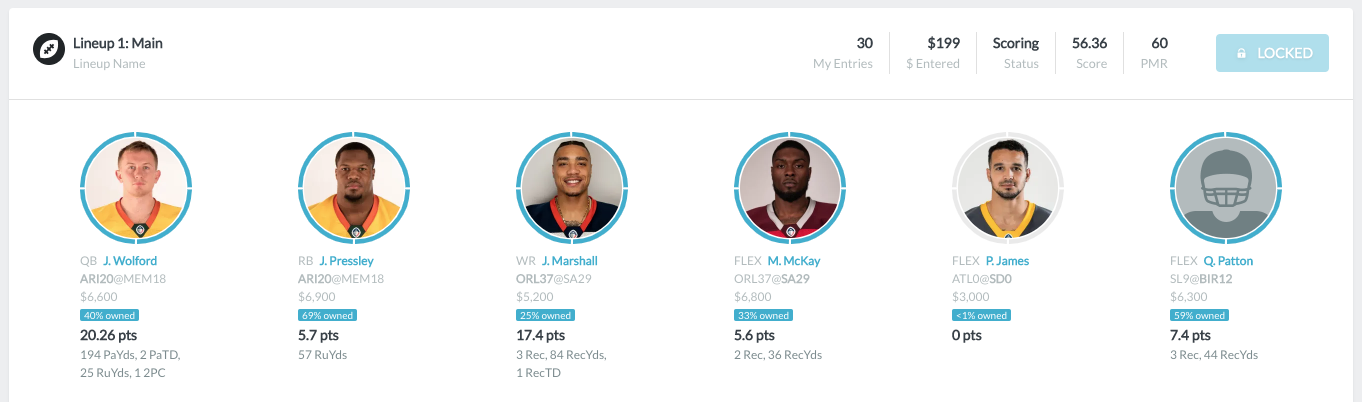 Lineup 1: Main
Lineup Name
30
My Entries
$199
$ Entered
Scoring
Status
56.36
Score
60
PMR
LOCKED
QB J. Wolford
ARI20@MEM18
$6,600
40% owned
20.26 pts
194 PaYds, 2 PaTD,
25 RuYds, 1 2PC
RB J. Pressley
ARI20@MEM18
$6,900
69% owned
5.7 pts
57 RuYds
WR J. Marshall
ORL37@SA29
$5,200
25% owned
17.4 pts
3 Rec, 84 RecYds,
1 RecTD
FLEX M. McKay
ORL37@SA29
$6,800
33% owned
5.6 pts
2 Rec, 36 RecYds
FLEX P. James
ATL0@SD0
$3,000
<1% owned
0 pts
FLEX Q. Patton
SL9@BIR12
$6,300
59% owned
7.4 pts
3 Rec, 44 RecYds